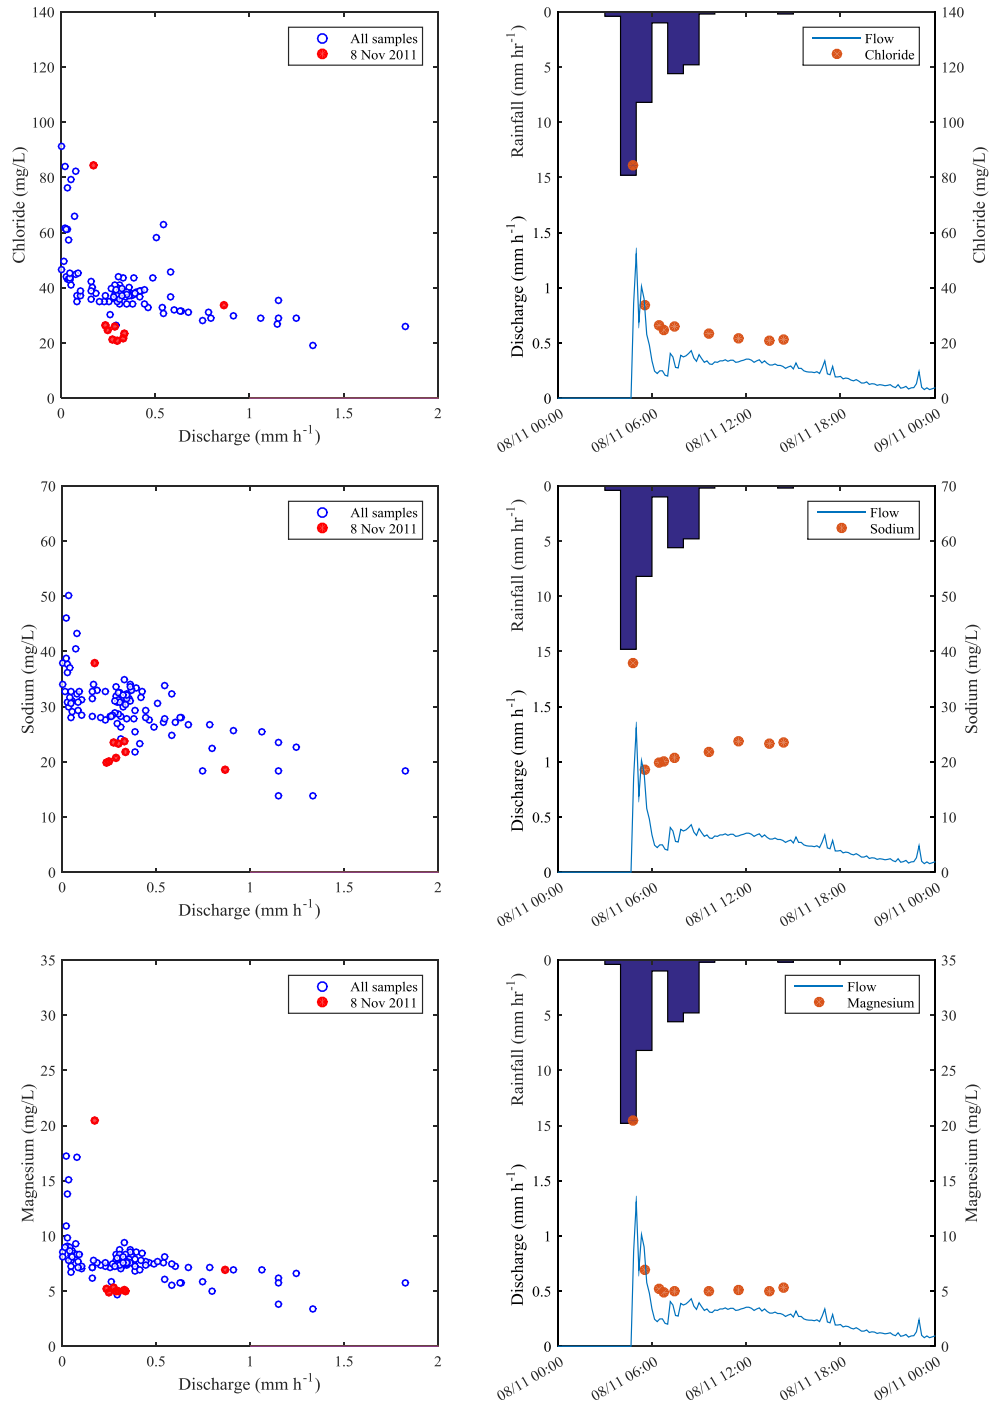 140
120
100
80
60
40
20
0
Chloride (mg/L)
All samples
8 Nov 2011
0 0.5 1 1.5 2
Discharge (mm h-1)
0
5
10
15
Rainfall (mm hr-1)
1.5
1
0.5
0
Discharge (mm h-1)
Flow
Chloride
140
120
100
80
60
40
20
0
Chloride (mg/L)
08/11 00:00
08/11 06:00
08/11 12:00
08/11 18:00
09/11 00:00
70
60
50
40
30
20
10
0
Sodium (mg/L)
All samples
8 Nov 2011
0 0.5 1 1.5 2
Discharge (mm h-1)
0
5
10
15
Rainfall (mm hr-1)
1.5
1
0.5
0
Discharge (mm h-1)
Flow
Sodium
70
60
50
40
30
20
10
0
Sodium (mg/L)
08/11 00:00
08/11 06:00
08/11 12:00
08/11 18:00
09/11 00:00
35
30
25
20
15
10
5
0
Magnesium (mg/L)
All samples
8 Nov 2011
0 0.5 1 1.5 2
Discharge (mm h-1)
0
5
10
15
Rainfall (mm hr-1)
1.5
1
0.5
0
Discharge (mm h-1)
Flow
Magnesium
35
30
25
20
15
10
5
0
Magnesium (mg/L)
08/11 00:00
08/11 06:00
08/11 12:00
08/11 18:00
09/11 00:00